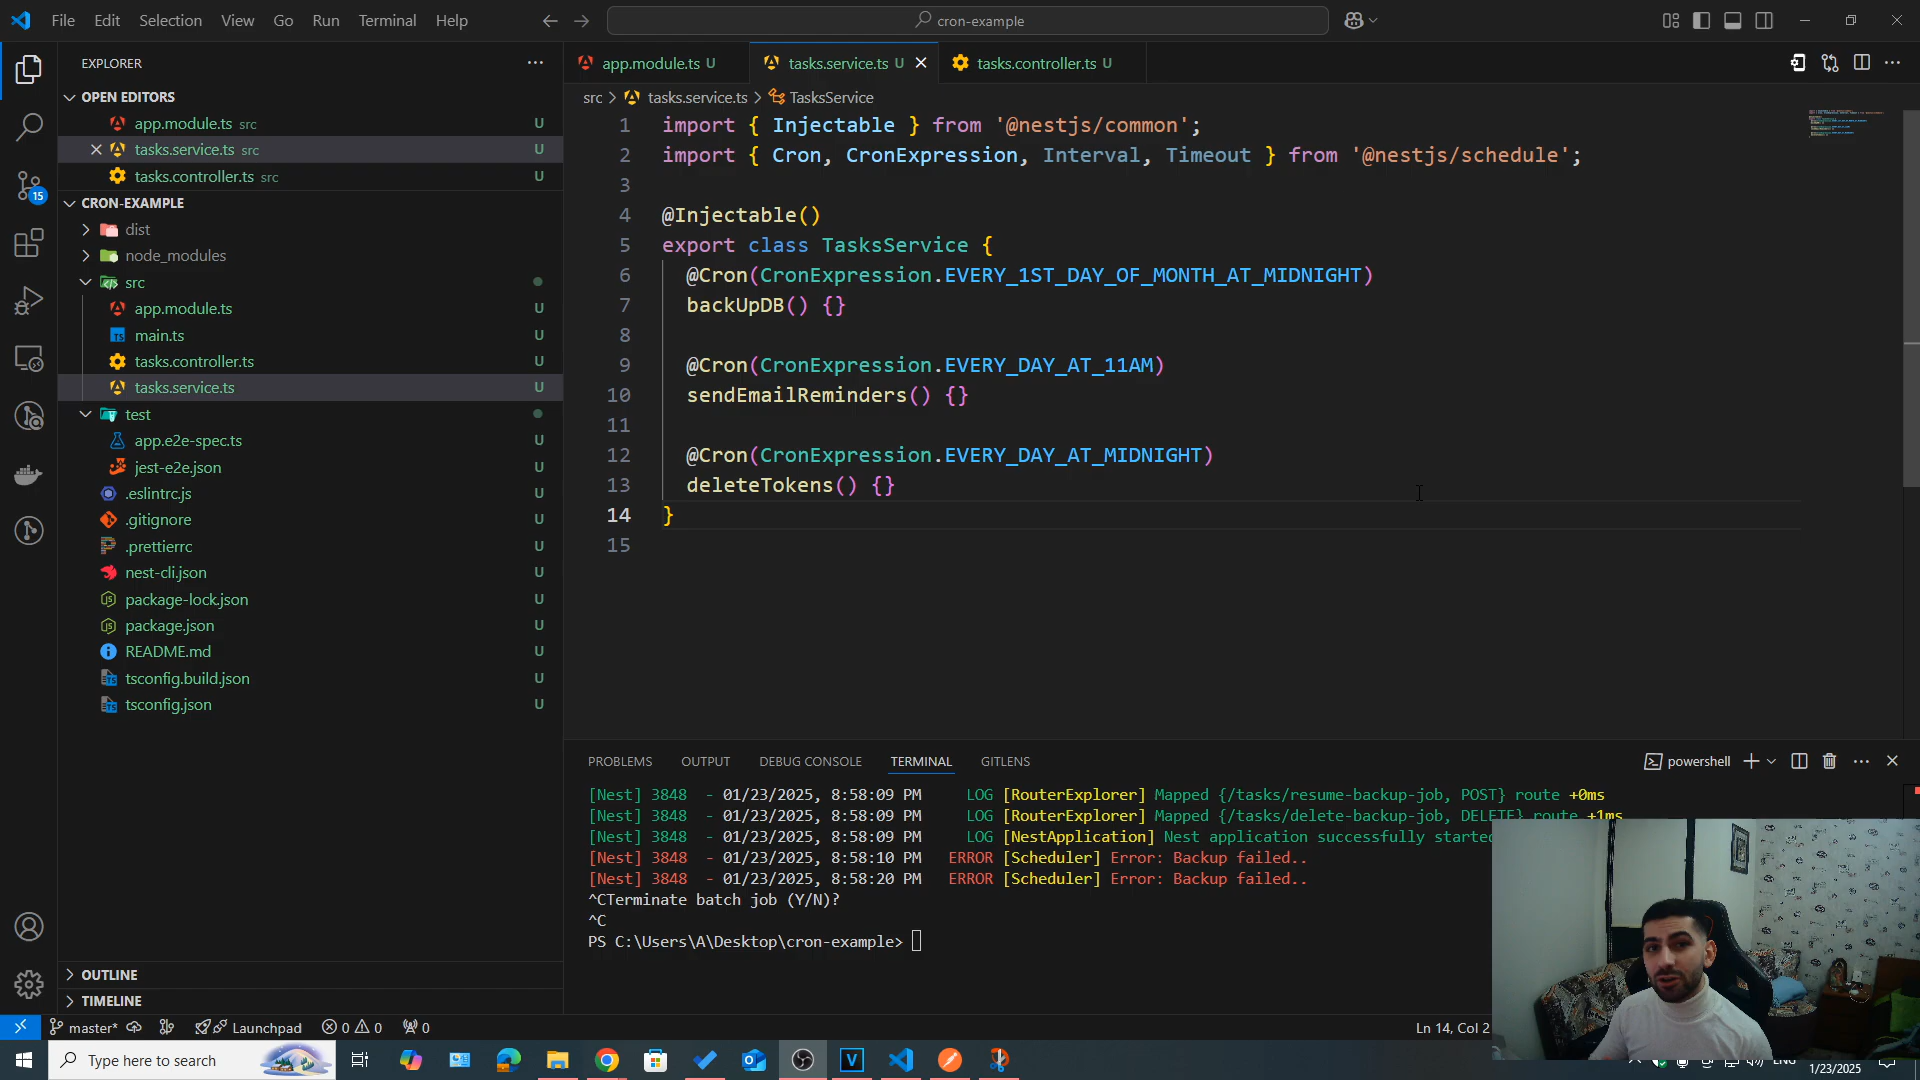 File Edit Selection View Go Run Terminal Help
cron-example
EXPLORER
OPEN EDITORS
app.module.ts src U
tasks.service.ts src U
tasks.controller.ts src U
CRON-EXAMPLE
dist
node_modules
src
app.module.ts U
main.ts U
tasks.controller.ts U
tasks.service.ts U
test
app.e2e-spec.ts U
jest-e2e.json U
.eslintrc.js U
.gitignore U
.prettierrc U
nest-cli.json U
package-lock.json U
package.json U
README.md U
tsconfig.build.json U
tsconfig.json U
OUTLINE
TIMELINE
15
app.module.ts U
tasks.service.ts U
tasks.controller.ts U
src > tasks.service.ts > TasksService
1 import { Injectable } from '@nestjs/common';
2 import { Cron, CronExpression, Interval, Timeout } from '@nestjs/schedule';
3
4 @Injectable()
5 export class TasksService {
6 @Cron(CronExpression.EVERY_1ST_DAY_OF_MONTH_AT_MIDNIGHT)
7 backUpDB() {}
8
9 @Cron(CronExpression.EVERY_DAY_AT_11AM)
10 sendEmailReminders() {}
11
12 @Cron(CronExpression.EVERY_DAY_AT_MIDNIGHT)
13 deleteTokens() {}
14 }
15
PROBLEMS OUTPUT DEBUG CONSOLE TERMINAL GITLENS
powershell
[Nest] 3848 - 01/23/2025, 8:58:09 PM LOG [RouterExplorer] Mapped {/tasks/resume-backup-job, POST} route +0ms
[Nest] 3848 - 01/23/2025, 8:58:09 PM LOG [RouterExplorer] Mapped {/tasks/delete-backup-job, DELETE} route +1ms
[Nest] 3848 - 01/23/2025, 8:58:09 PM LOG [NestApplication] Nest application successfully started
[Nest] 3848 - 01/23/2025, 8:58:10 PM ERROR [Scheduler] Error: Backup failed..
[Nest] 3848 - 01/23/2025, 8:58:20 PM ERROR [Scheduler] Error: Backup failed..
^CTerminate batch job (Y/N)?
^C
PS C:\Users\A\Desktop\cron-example>
master* Launchpad 0 0 0
Ln 14, Col 2
Type here to search
ENG
1/23/2025